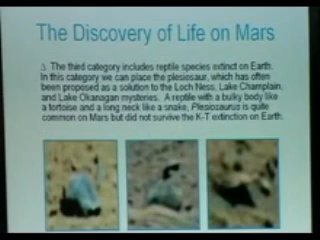 The Discovery of Life on Mars
The third category includes reptile species extinct on Earth.
In this category we can place the plesiosaur, which has often
been proposed as a solution to the Loch Ness, Lake Champlain,
and Lake Okanagan mysteries. A reptile with a bulky body like
a tortoise and a long neck like a snake, Plesiosaurus is quite
common on Mars but did not survive the K-T extinction on Earth.